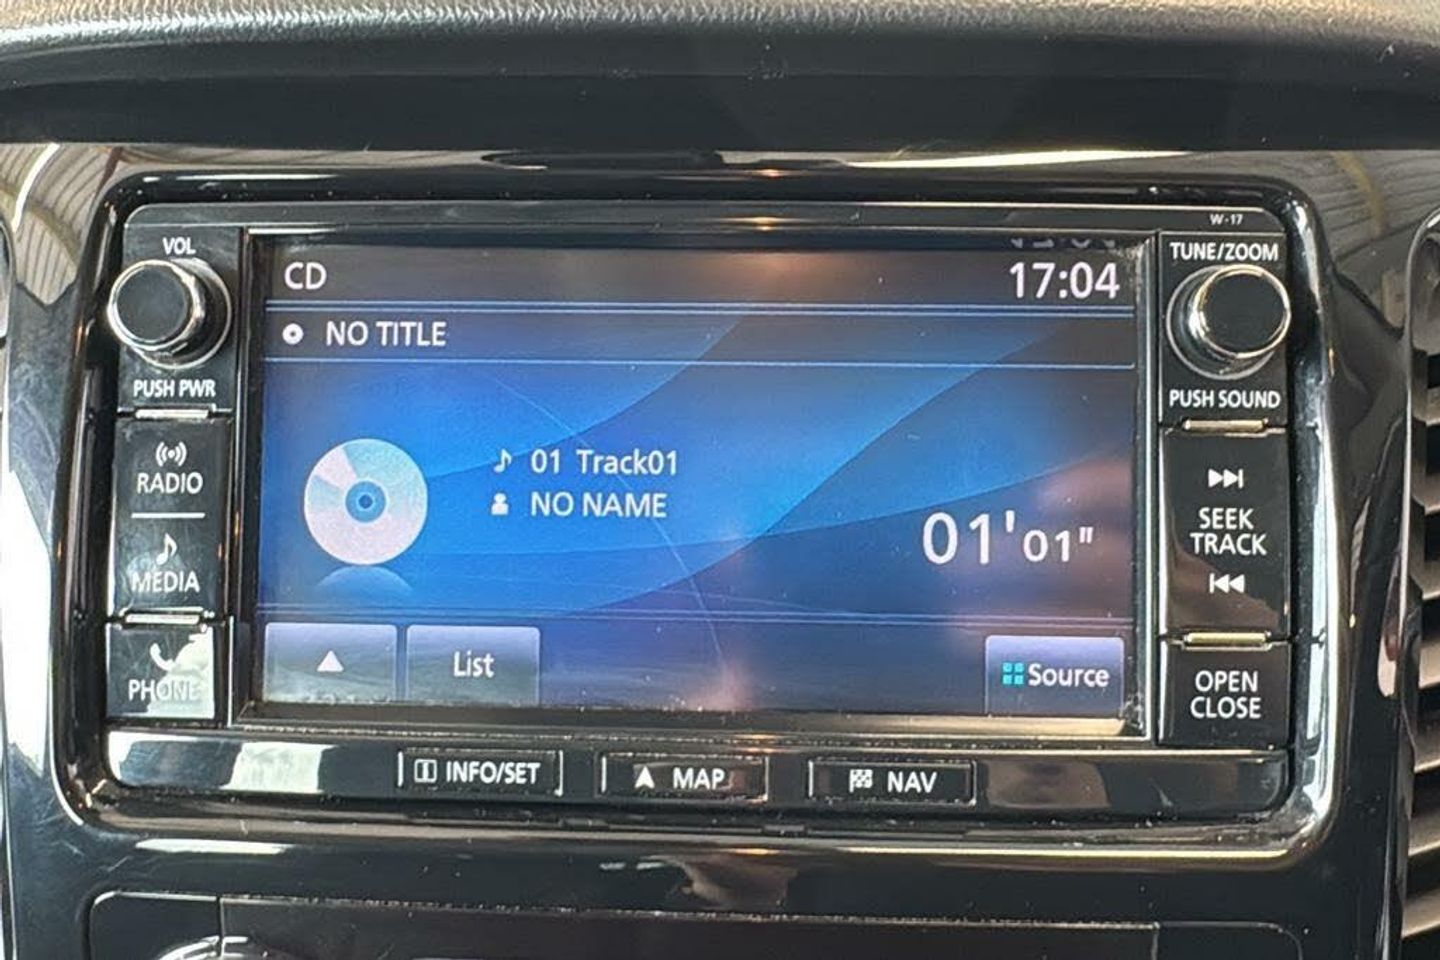 W-17
VOL
PUSH PWR
RADIO
MEDIA
PHONE
CD
17:04
NO TITLE
01 Track01
NO NAME
01'01"
List
Source
TUNE/ZOOM
PUSH SOUND
SEEK
TRACK
OPEN
CLOSE
INFO/SET
MAP
NAV